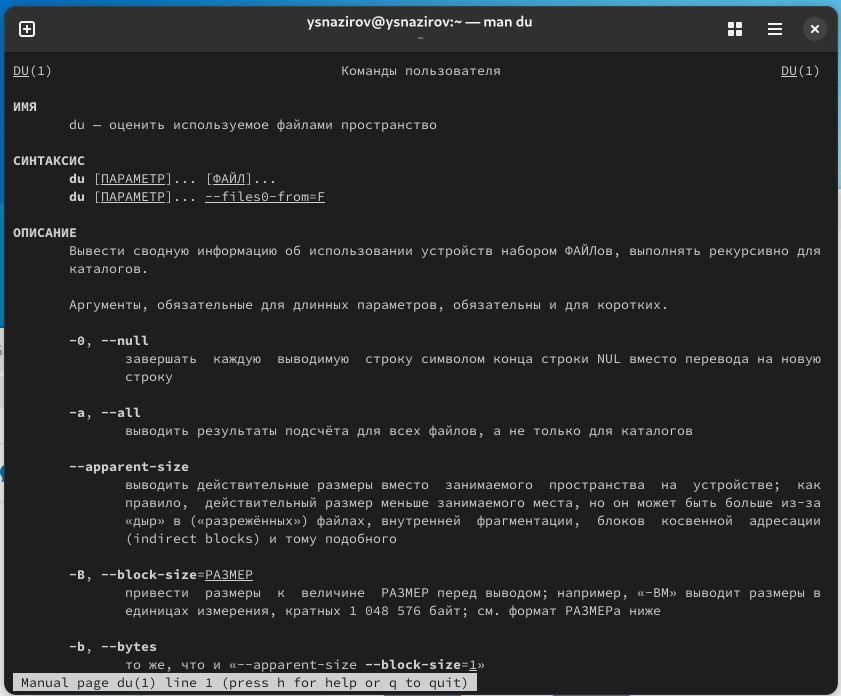 ysnazirov@ysnazirov:~ — man du
~
DU(1) Команды пользователя DU(1)
ИМЯ
du — оценить используемое файлами пространство
СИНТАКСИС
du [ПАРАМЕТР]... [ФАЙЛ]...
du [ПАРАМЕТР]... --files0-from=F
ОПИСАНИЕ
Вывести сводную информацию об использовании устройств набором ФАЙЛов, выполнять рекурсивно для
каталогов.
Аргументы, обязательные для длинных параметров, обязательны и для коротких.
-0, --null
завершать каждую выводимую строку символом конца строки NUL вместо перевода на новую
строку
-a, --all
выводить результаты подсчёта для всех файлов, а не только для каталогов
--apparent-size
выводить действительные размеры вместо занимаемого пространства на устройстве; как
правило, действительный размер меньше занимаемого места, но он может быть больше из-за
«дыр» в («разрежённых») файлах, внутренней фрагментации, блоков косвенной адресации
(indirect blocks) и тому подобного
-B, --block-size=РАЗМЕР
привести размеры к величине РАЗМЕР перед выводом; например, «-BM» выводит размеры в
единицах измерения, кратных 1 048 576 байт; см. формат РАЗМЕРа ниже
-b, --bytes
то же, что и «--apparent-size --block-size=1»
Manual page du(1) line 1 (press h for help or q to quit)